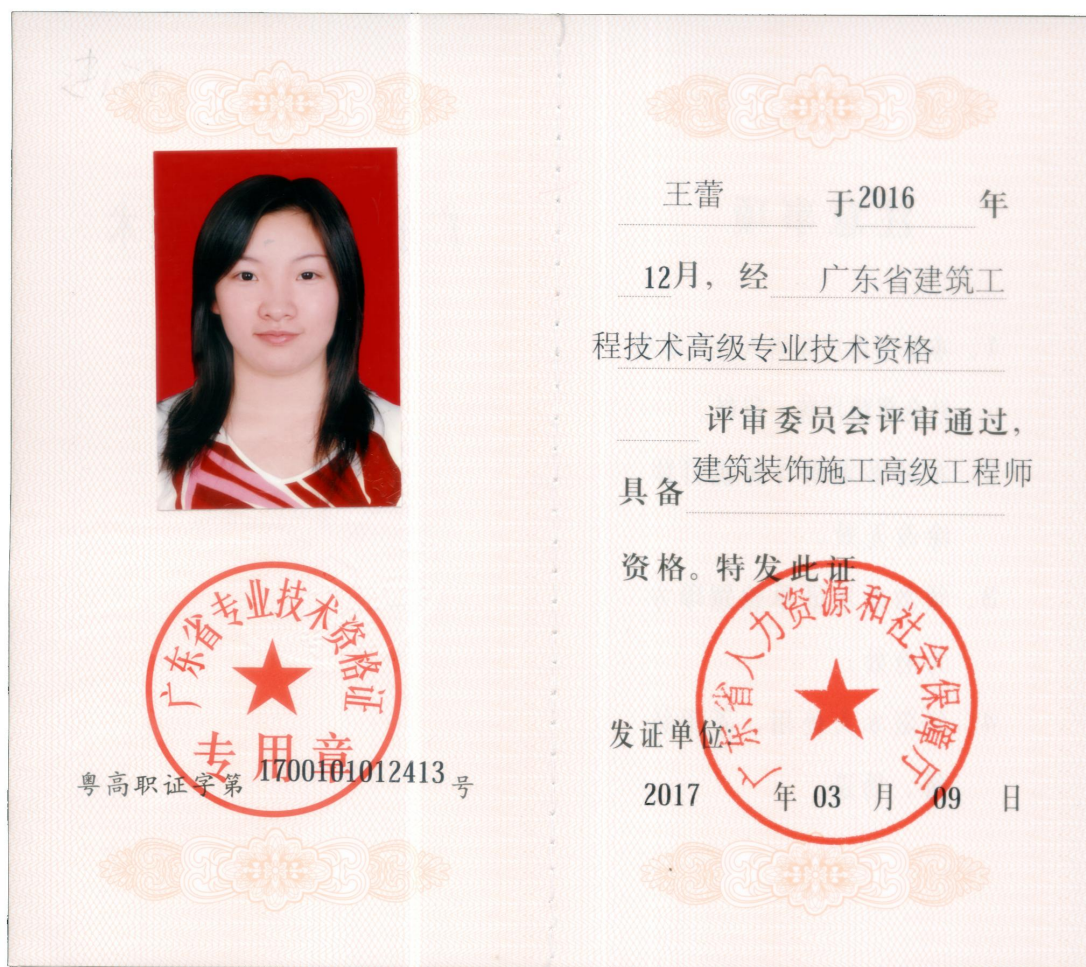 广东省专业技术资格证
专用章
粤高职证字第 1700101012413 号
王蕾 于2016 年
12月，经 广东省建筑工
程技术高级专业技术资格
评审委员会评审通过，
具备 建筑装饰施工高级工程师
资格。特发此证
广东省人力资源和社会保障厅
发证单位:
2017 年 03 月 09 日